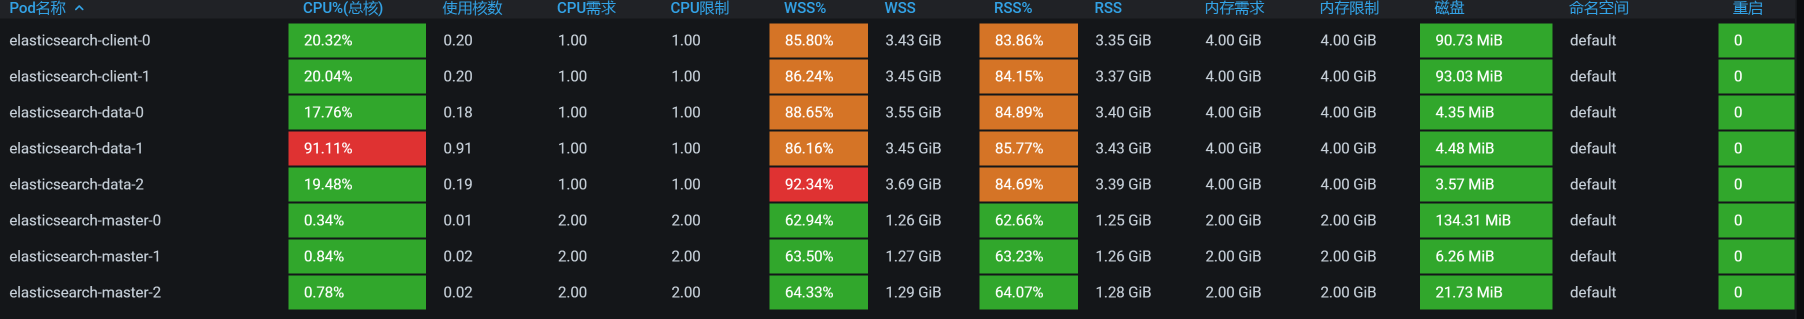 Pod名称 CPU%(总核) 使用核数 CPU需求 CPU限制 WSS% WSS RSS% RSS 内存需求 内存限制 磁盘 命名空间 重启
elasticsearch-client-0 20.32% 0.20 1.00 1.00 85.80% 3.43 GiB 83.86% 3.35 GiB 4.00 GiB 4.00 GiB 90.73 MiB default 0
elasticsearch-client-1 20.04% 0.20 1.00 1.00 86.24% 3.45 GiB 84.15% 3.37 GiB 4.00 GiB 4.00 GiB 93.03 MiB default 0
elasticsearch-data-0 17.76% 0.18 1.00 1.00 88.65% 3.55 GiB 84.89% 3.40 GiB 4.00 GiB 4.00 GiB 4.35 MiB default 0
elasticsearch-data-1 91.11% 0.91 1.00 1.00 86.16% 3.45 GiB 85.77% 3.43 GiB 4.00 GiB 4.00 GiB 4.48 MiB default 0
elasticsearch-data-2 19.48% 0.19 1.00 1.00 92.34% 3.69 GiB 84.69% 3.39 GiB 4.00 GiB 4.00 GiB 3.57 MiB default 0
elasticsearch-master-0 0.34% 0.01 2.00 2.00 62.94% 1.26 GiB 62.66% 1.25 GiB 2.00 GiB 2.00 GiB 134.31 MiB default 0
elasticsearch-master-1 0.84% 0.02 2.00 2.00 63.50% 1.27 GiB 63.23% 1.26 GiB 2.00 GiB 2.00 GiB 6.26 MiB default 0
elasticsearch-master-2 0.78% 0.02 2.00 2.00 64.33% 1.29 GiB 64.07% 1.28 GiB 2.00 GiB 2.00 GiB 21.73 MiB default 0